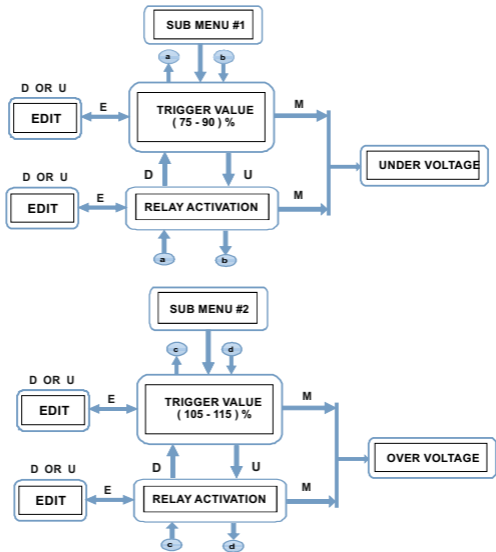 SUB MENU #1
a
b
D OR U
E
EDIT
TRIGGER VALUE
( 75 - 90 ) %
M
UNDER VOLTAGE
D
U
D OR U
E
EDIT
RELAY ACTIVATION
M
a
b
SUB MENU #2
c
d
D OR U
E
EDIT
TRIGGER VALUE
( 105 - 115 ) %
M
OVER VOLTAGE
D
U
D OR U
E
EDIT
RELAY ACTIVATION
M
c
d